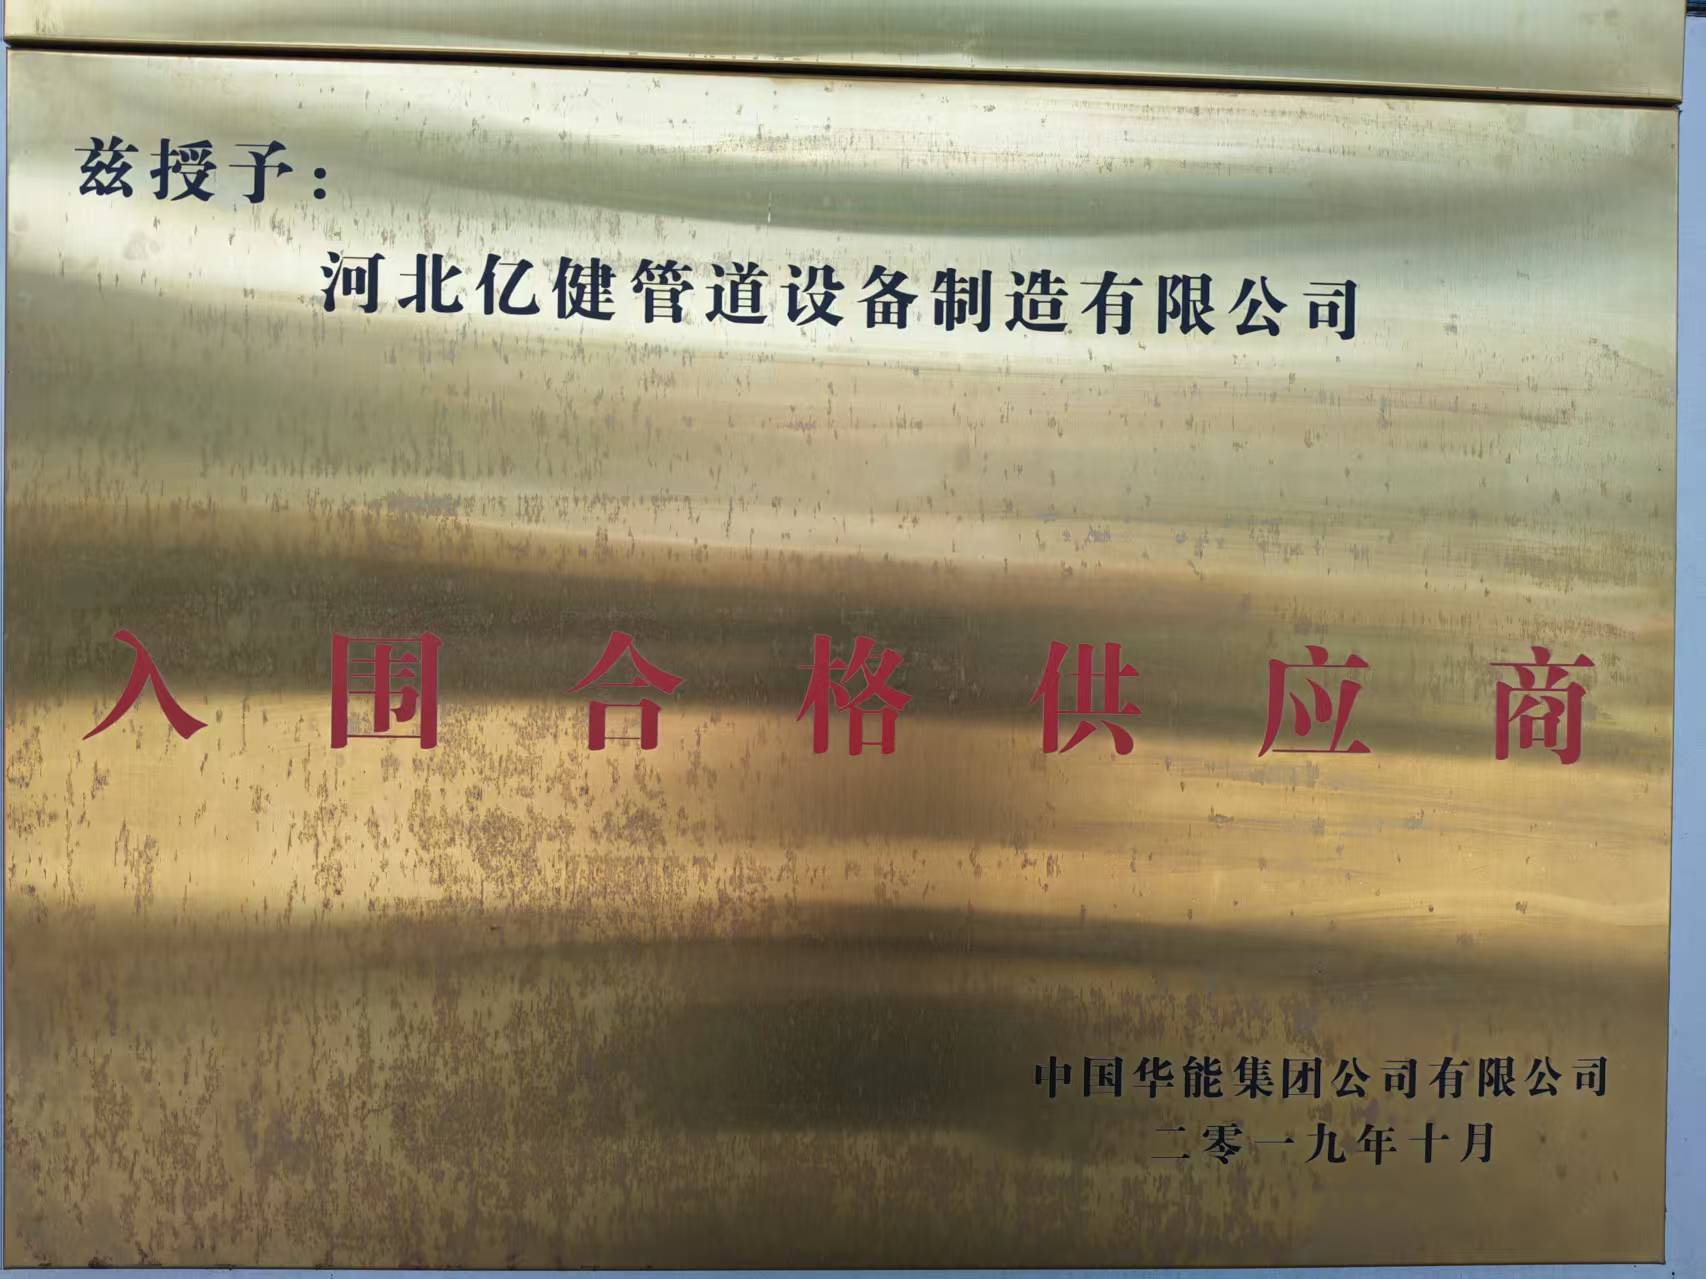 兹授予：
河北亿健管道设备制造有限公司
入围合格供应商
中国华能集团公司有限公司
二零一九年十月